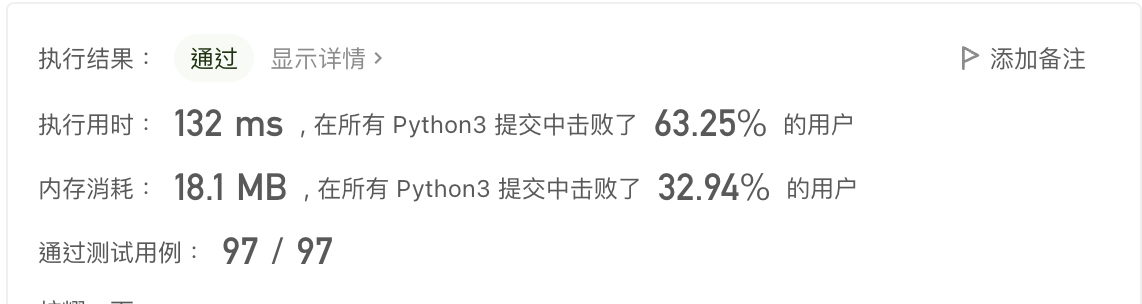 执行结果： 通过 显示详情 > 添加备注
执行用时： 132 ms , 在所有 Python3 提交中击败了 63.25% 的用户
内存消耗： 18.1 MB , 在所有 Python3 提交中击败了 32.94% 的用户
通过测试用例： 97 / 97